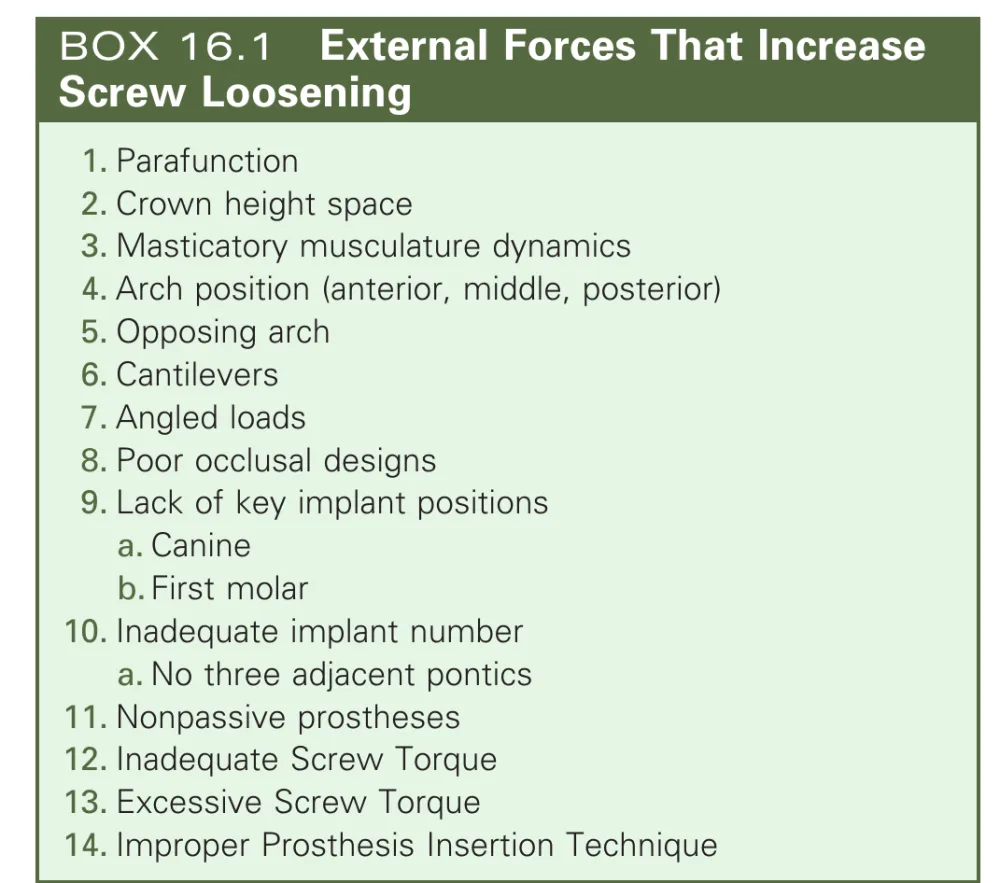 BOX 16.1 External Forces That Increase
Screw Loosening
1. Parafunction
2. Crown height space
3. Masticatory musculature dynamics
4. Arch position (anterior, middle, posterior)
5. Opposing arch
6. Cantilevers
7. Angled loads
8. Poor occlusal designs
9. Lack of key implant positions
a. Canine
b. First molar
10. Inadequate implant number
a. No three adjacent pontics
11. Nonpassive prostheses
12. Inadequate Screw Torque
13. Excessive Screw Torque
14. Improper Prosthesis Insertion Technique